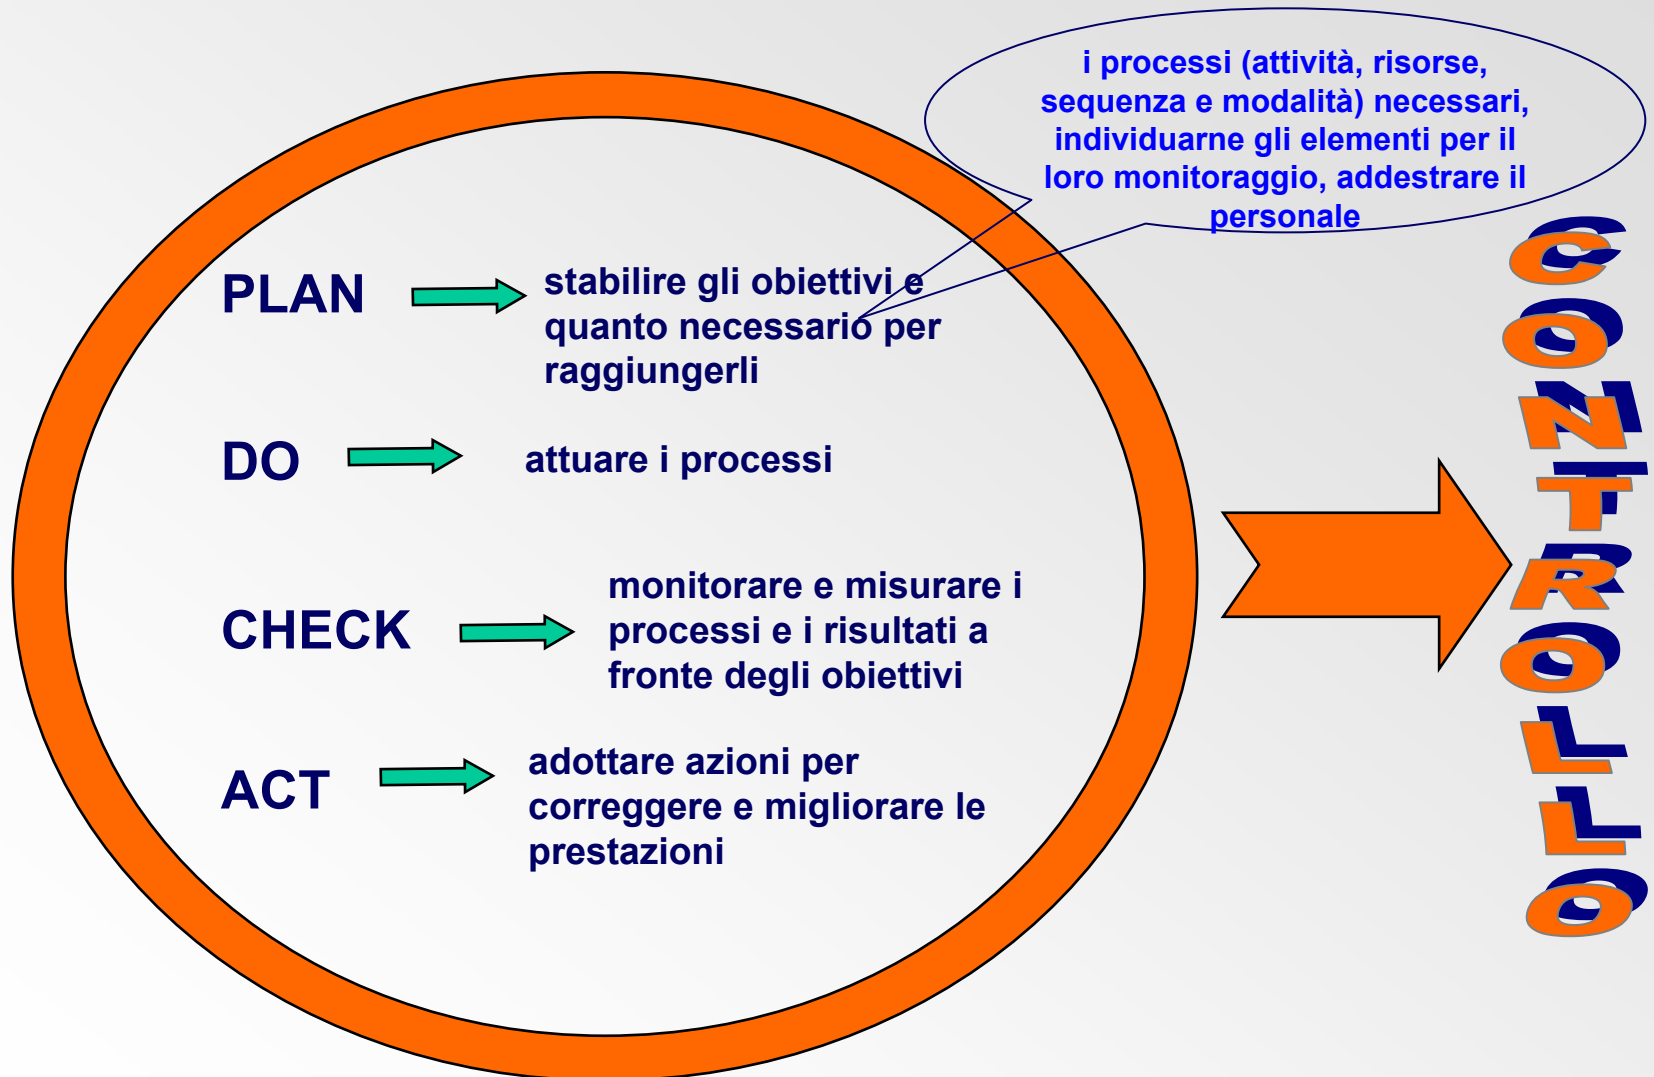 i processi (attività, risorse,
sequenza e modalità) necessari,
individuarne gli elementi per il
loro monitoraggio, addestrare il
personale
PLAN
stabilire gli obiettivi e
quanto necessario per
raggiungerli
DO
attuare i processi
CHECK
monitorare e misurare i
processi e i risultati a
fronte degli obiettivi
ACT
adottare azioni per
correggere e migliorare le
prestazioni
CONTROLLO